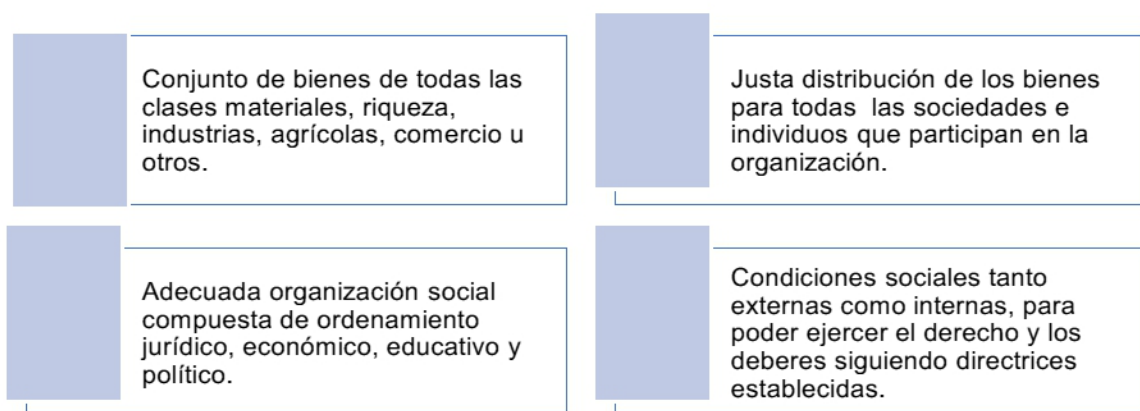 Conjunto de bienes de todas las
clases materiales, riqueza,
industrias, agrícolas, comercio u
otros.
Justa distribución de los bienes
para todas  las sociedades e
individuos que participan en la
organización.
Adecuada organización social
compuesta de ordenamiento
jurídico, económico, educativo y
político.
Condiciones sociales tanto
externas como internas, para
poder ejercer el derecho y los
deberes siguiendo directrices
establecidas.